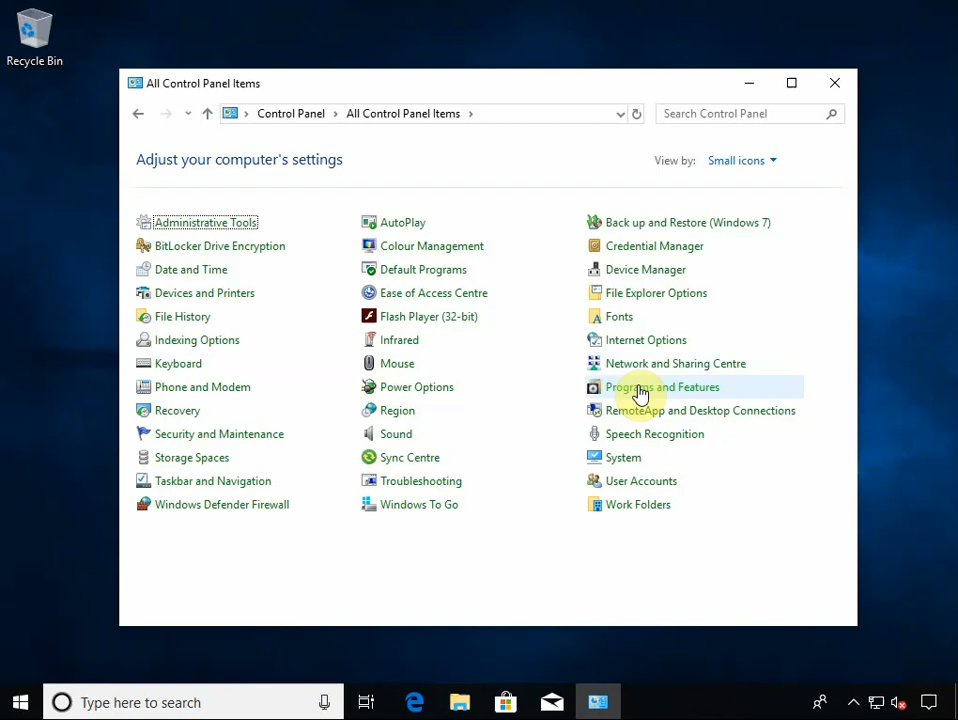 Recycle Bin
All Control Panel Items
Control Panel > All Control Panel Items >
Search Control Panel
Adjust your computer's settings
View by: Small icons
Administrative Tools
AutoPlay
Back up and Restore (Windows 7)
BitLocker Drive Encryption
Colour Management
Credential Manager
Date and Time
Default Programs
Device Manager
Devices and Printers
Ease of Access Centre
File Explorer Options
File History
Flash Player (32-bit)
Fonts
Indexing Options
Infrared
Internet Options
Keyboard
Mouse
Network and Sharing Centre
Phone and Modem
Power Options
Programs and Features
Recovery
Region
RemoteApp and Desktop Connections
Security and Maintenance
Sound
Speech Recognition
Storage Spaces
Sync Centre
System
Taskbar and Navigation
Troubleshooting
User Accounts
Windows Defender Firewall
Windows To Go
Work Folders
Type here to search